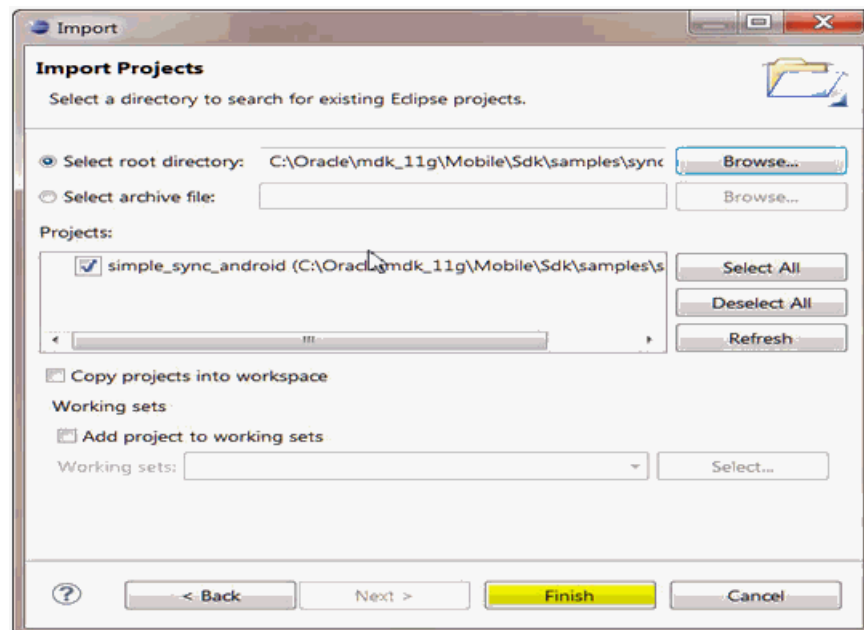 Import
Import Projects
Select a directory to search for existing Eclipse projects.
Select root directory: C:\Oracle\mdk_11g\Mobile\Sdk\samples\sync Browse...
Select archive file: Browse...
Projects:
simple_sync_android (C:\Oracle\mdk_11g\Mobile\Sdk\samples\s Select All
Deselect All
Refresh
Copy projects into workspace
Working sets
Add project to working sets
Working sets: Select...
? < Back Next > Finish Cancel